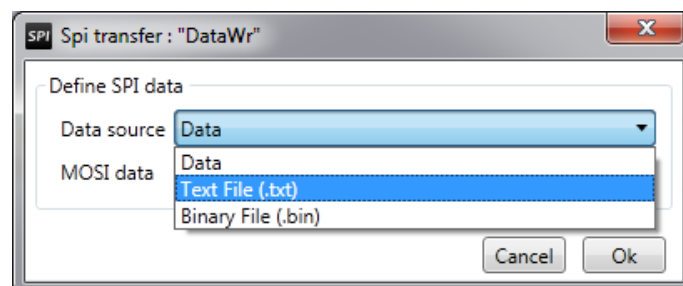 SPI Spi transfer : "DataWr"
Define SPI data
Data source Data
MOSI data
Data
Text File (.txt)
Binary File (.bin)
Cancel Ok